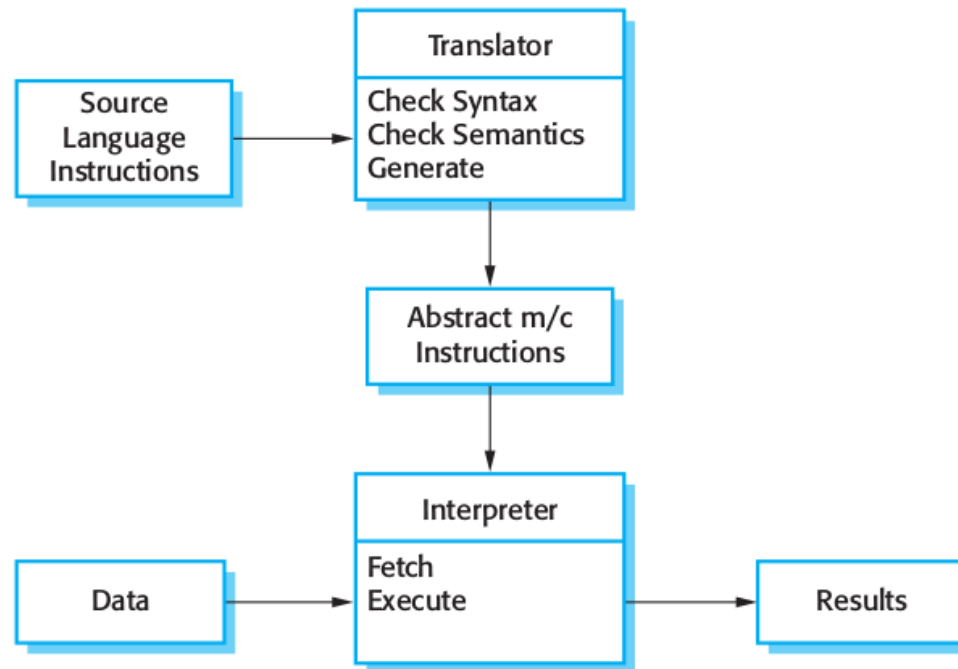 Translator
Check Syntax
Check Semantics
Generate
Source
Language
Instructions
Abstract m/c
Instructions
Interpreter
Fetch
Execute
Data
Results